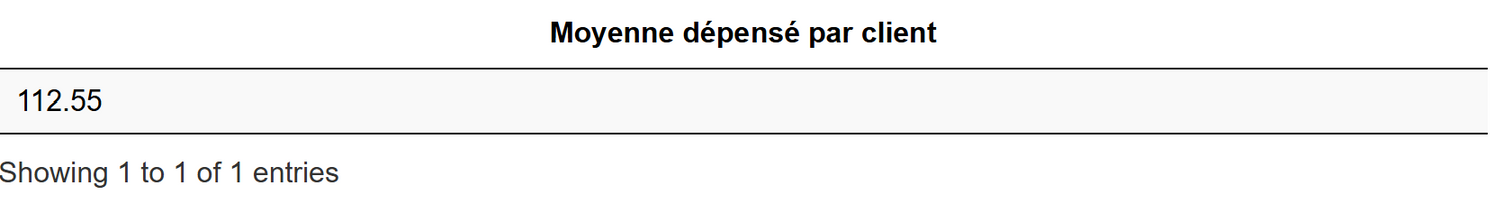 Moyenne dépensé par client
112.55
Showing 1 to 1 of 1 entries